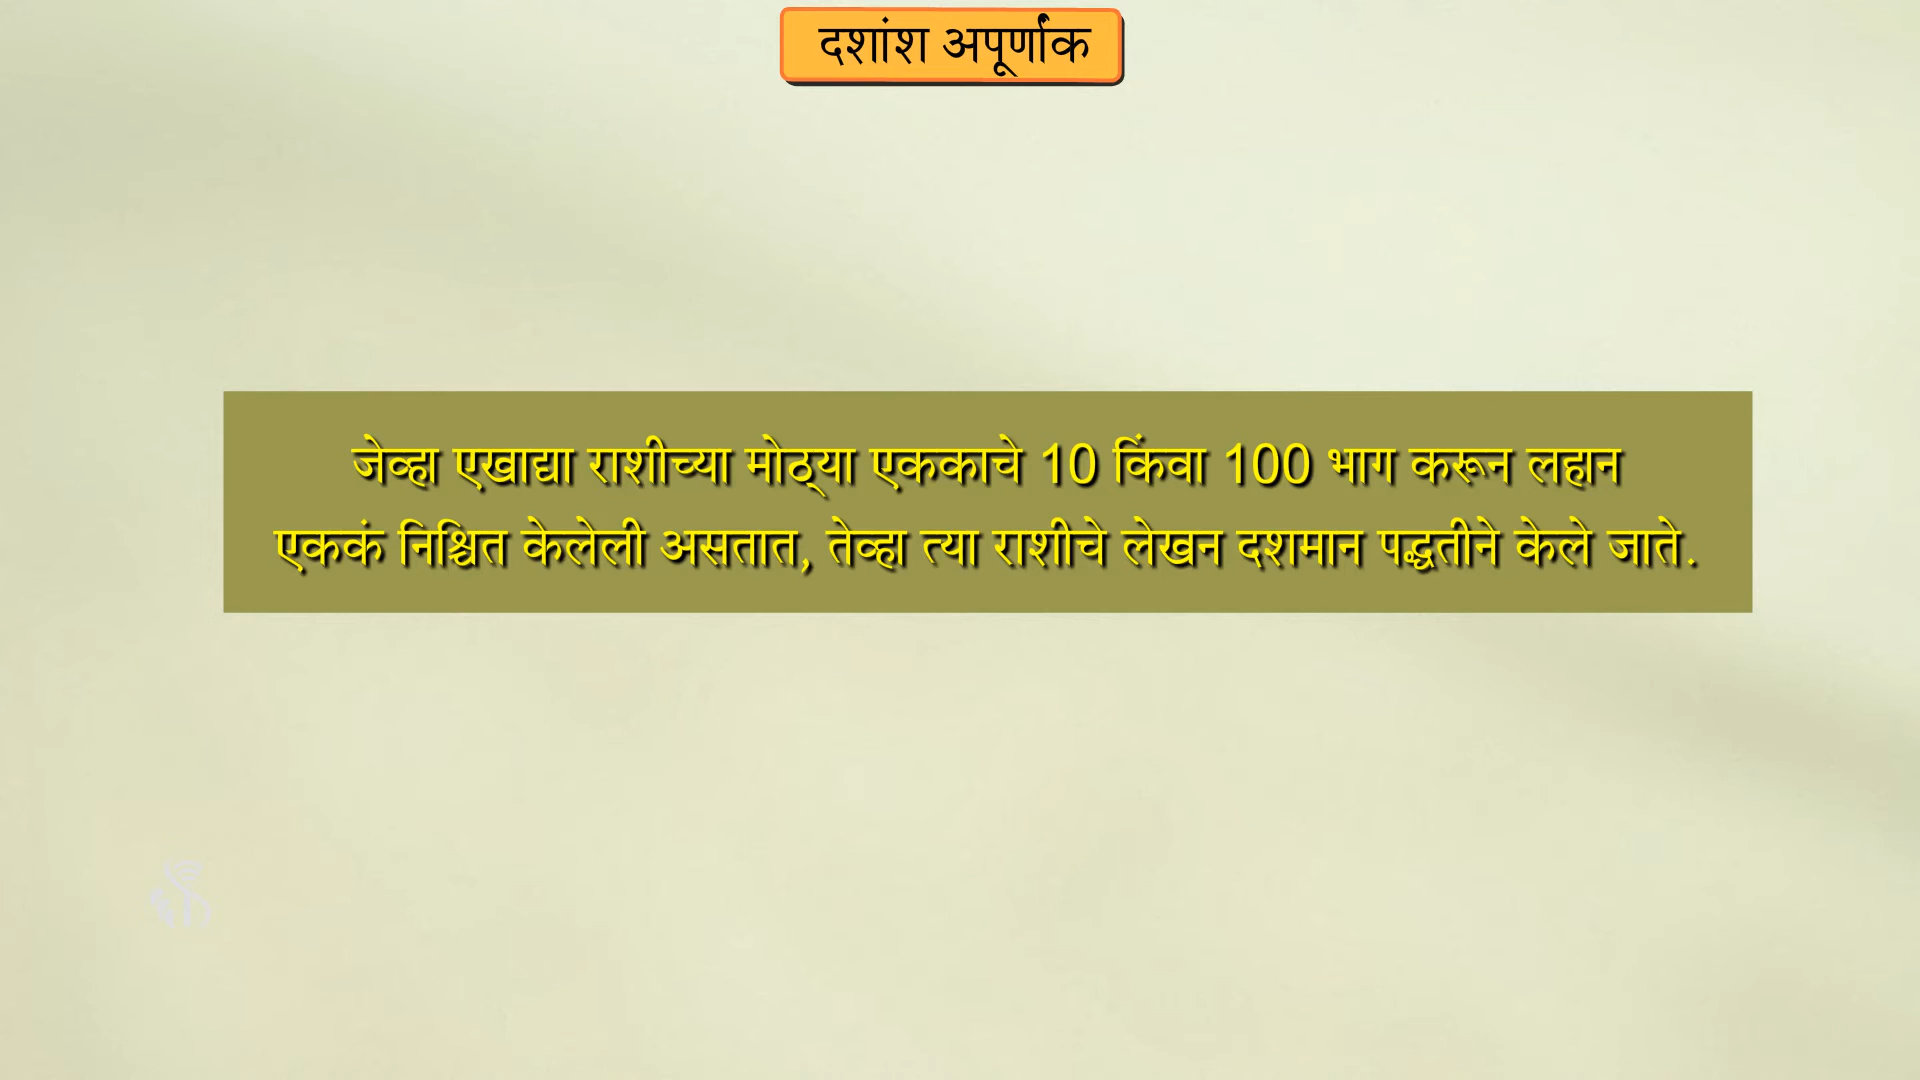 दशांश अपूर्णांक
जेव्हा एखाद्या राशीच्या मोठ्या एककाचे 10 किंवा 100 भाग करून लहान
एककं निश्चित केलेली असतात, तेव्हा त्या राशीचे लेखन दशमान पद्धतीने केले जाते.